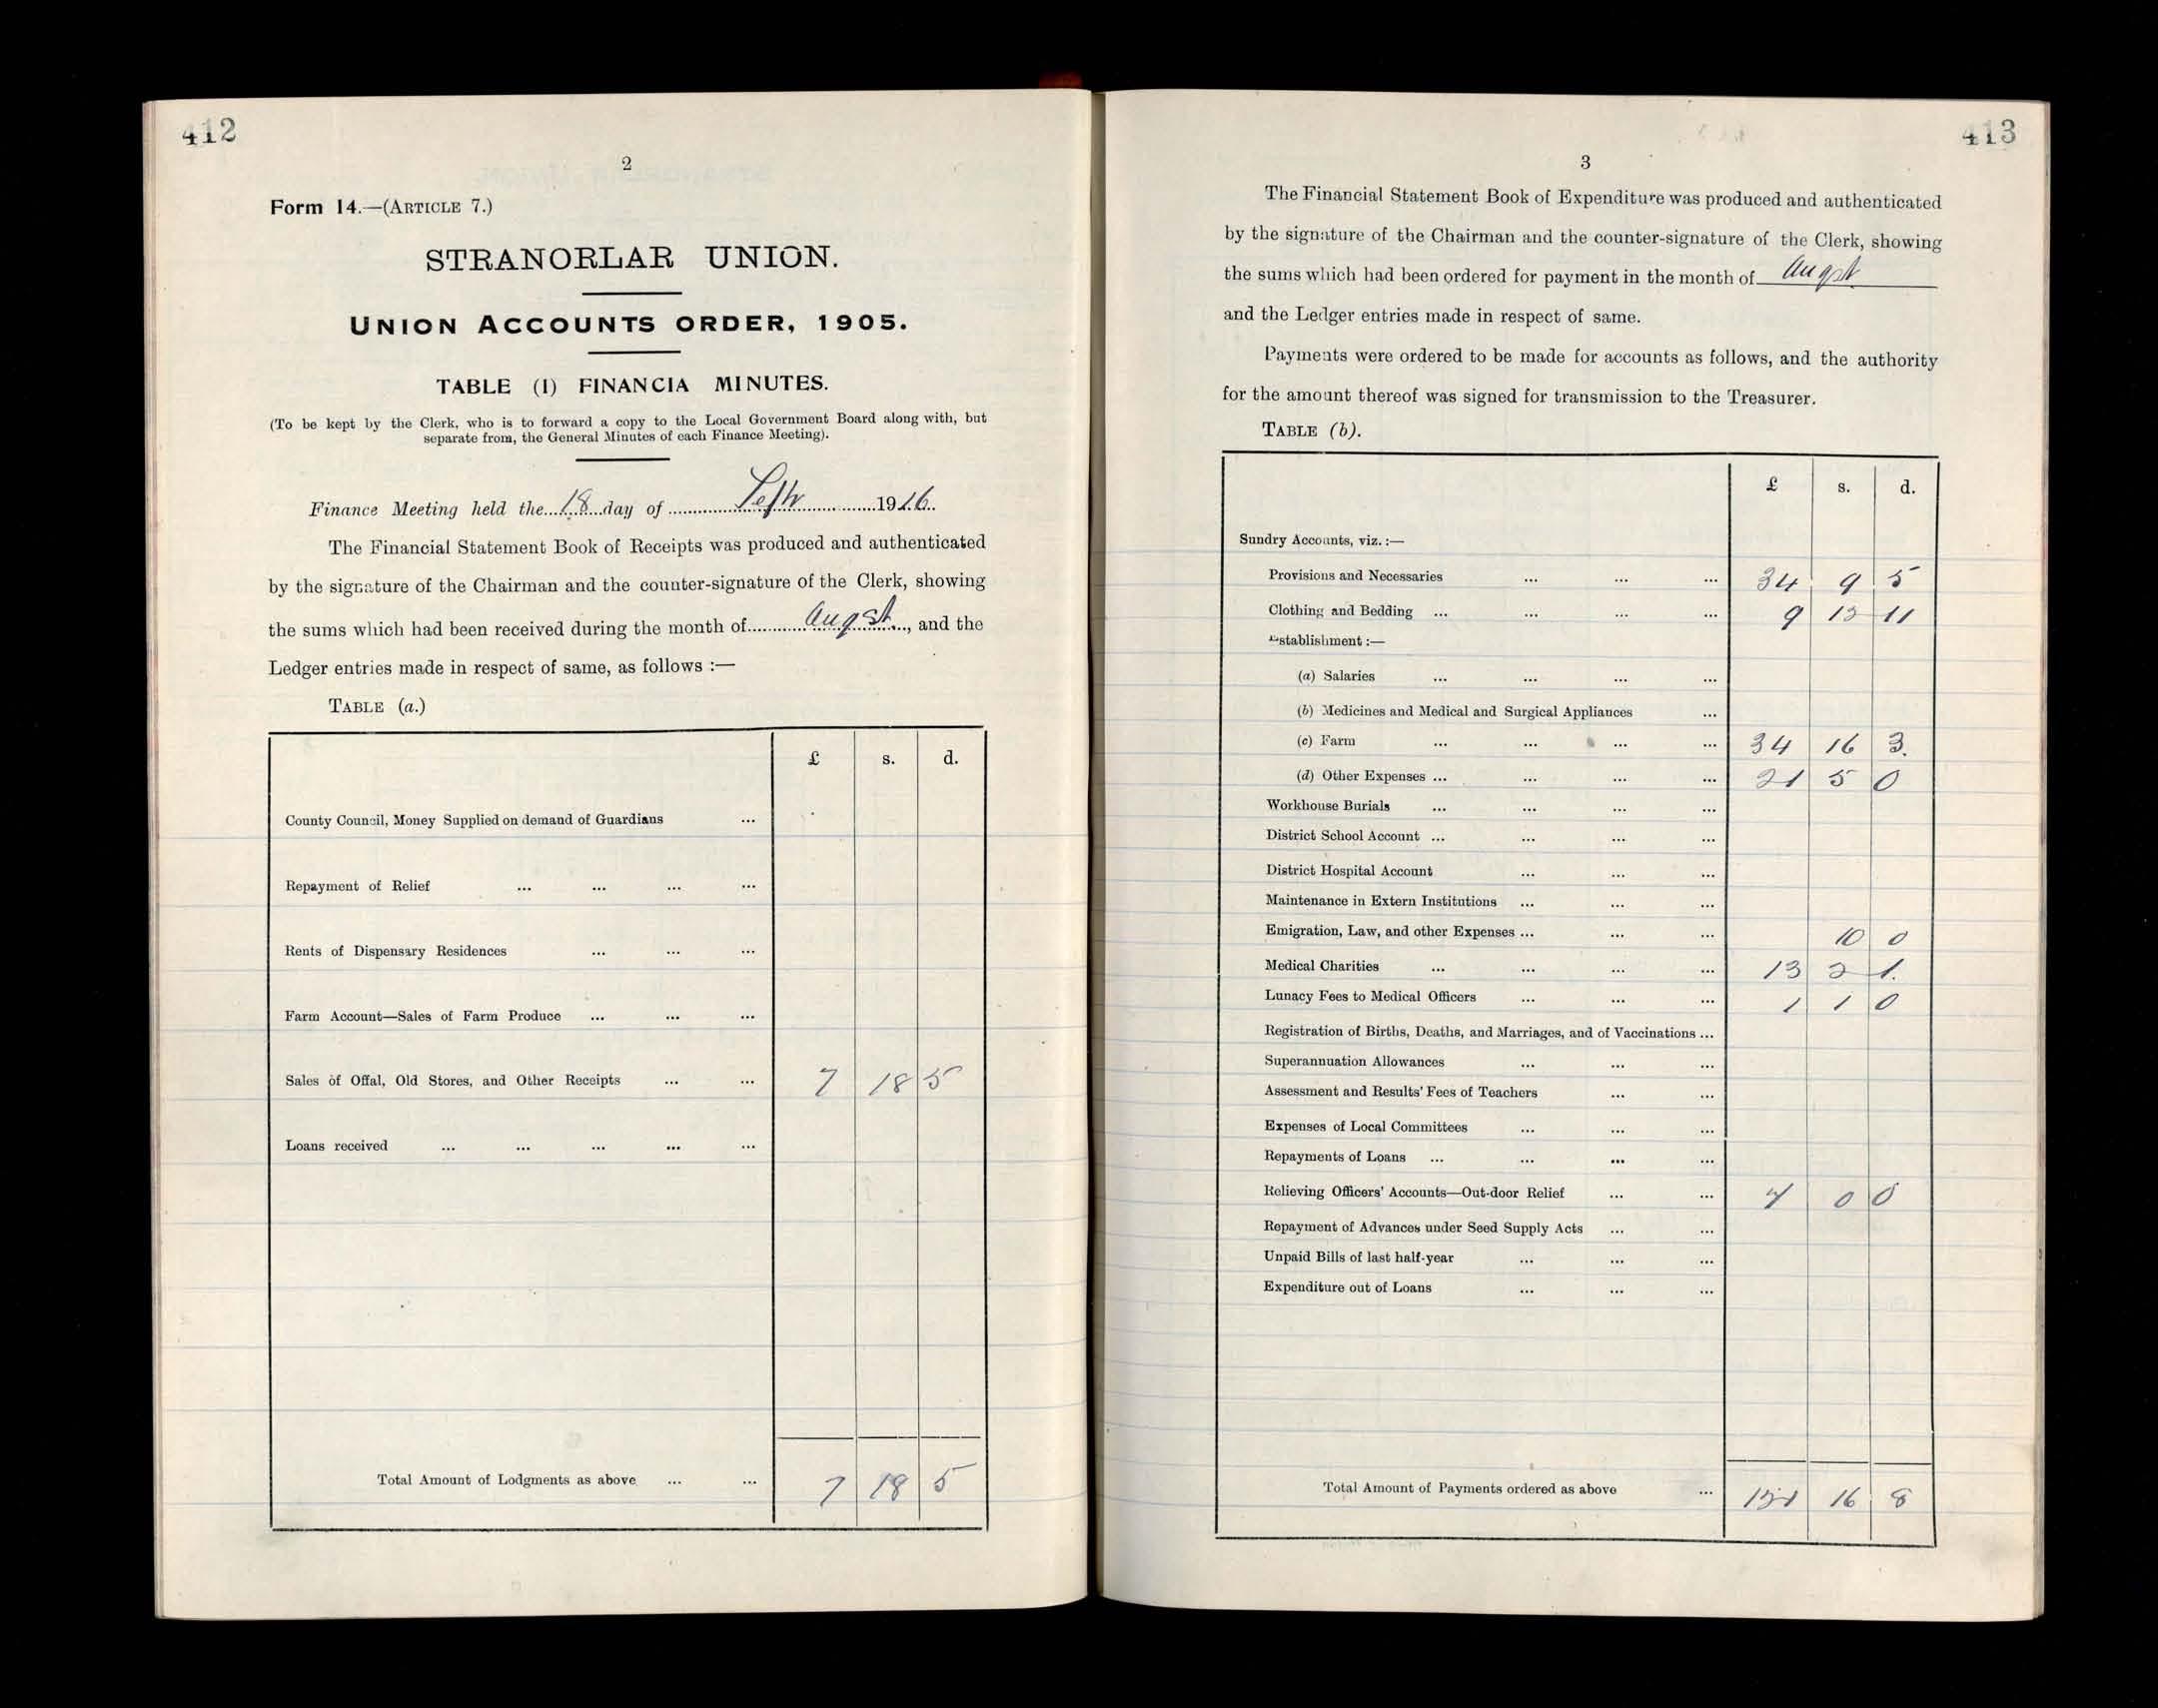 412
2
Form 14.—(ARTICLE 7.)
STRANORLAR UNION.
UNION ACCOUNTS ORDER, 1905.
TABLE (1) FINANCIA MINUTES.
(To be kept by the Clerk, who is to forward a copy to the Local Government Board along with, but
separate from, the General Minutes of each Finance Meeting).
Finance Meeting held the...18...day of ............Septr............1916..
The Financial Statement Book of Receipts was produced and authenticated
by the signature of the Chairman and the counter-signature of the Clerk, showing
the sums which had been received during the month of...........Augst..., and the
Ledger entries made in respect of same, as follows :—
TABLE (a.)
£ s. d.
County Council, Money Supplied on demand of Guardians ...
Repayment of Relief ... ... ... ...
Rents of Dispensary Residences ... ... ...
Farm Account—Sales of Farm Produce ... ... ...
Sales of Offal, Old Stores, and Other Receipts ... ... 7 18 5
Loans received ... ... ... ... ...
Total Amount of Lodgments as above ... ... 7 18 5
413
3
The Financial Statement Book of Expenditure was produced and authenticated
by the signature of the Chairman and the counter-signature of the Clerk, showing
the sums which had been ordered for payment in the month of Augst
and the Ledger entries made in respect of same.
Payments were ordered to be made for accounts as follows, and the authority
for the amount thereof was signed for transmission to the Treasurer.
TABLE (b).
£ s. d.
Sundry Accounts, viz. :—
Provisions and Necessaries ... ... ... 34 9 5
Clothing and Bedding ... ... ... ... 9 12 11
Establishment :—
(a) Salaries ... ... ... ...
(b) Medicines and Medical and Surgical Appliances ...
(c) Farm ... ... ... ... 34 16 3.
(d) Other Expenses ... ... ... ... 21 5 0
Workhouse Burials ... ... ... ...
District School Account ... ... ... ...
District Hospital Account ... ... ...
Maintenance in Extern Institutions ... ... ...
Emigration, Law, and other Expenses ... ... ... 10 0
Medical Charities ... ... ... ... 13 2 1.
Lunacy Fees to Medical Officers ... ... ... 1 1 0
Registration of Births, Deaths, and Marriages, and of Vaccinations ...
Superannuation Allowances ... ... ...
Assessment and Results' Fees of Teachers ... ...
Expenses of Local Committees ... ... ...
Repayments of Loans ... ... ... ...
Relieving Officers' Accounts—Out-door Relief ... ... 7 0 0
Repayment of Advances under Seed Supply Acts ... ...
Unpaid Bills of last half-year ... ... ...
Expenditure out of Loans ... ... ...
Total Amount of Payments ordered as above ... 121 16 8